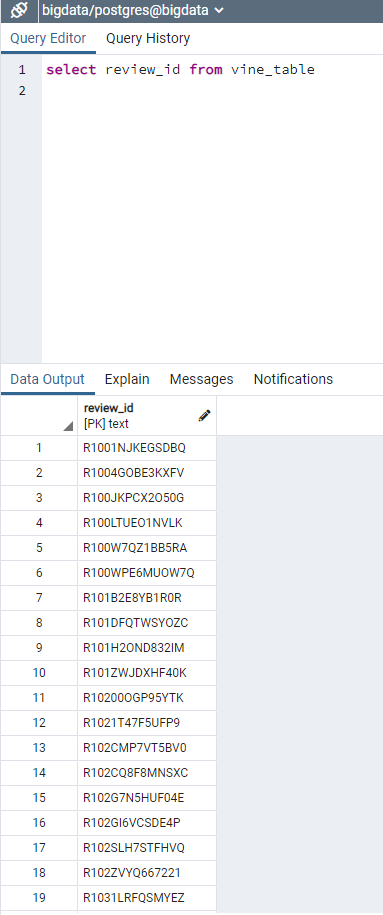 bigdata/postgres@bigdata
Query Editor Query History
1 select review_id from vine_table
2
Data Output Explain Messages Notifications
review_id
[PK] text
1 R1001NJKEGSDBQ
2 R1004GOBE3KXFV
3 R100JKPCX2O50G
4 R100LTUEO1NVLK
5 R100W7QZ1BB5RA
6 R100WPE6MUOW7Q
7 R101B2E8YB1R0R
8 R101DFQTWSYOZC
9 R101H2OND832IM
10 R101ZWJDXHF40K
11 R10200OGP95YTK
12 R1021T47F5UFP9
13 R102CMP7VT5BV0
14 R102CQ8F8MNSXC
15 R102G7N5HUF04E
16 R102GI6VCSDE4P
17 R102SLH7STFHVQ
18 R102ZVYQ667221
19 R1031LRFQSMYEZ